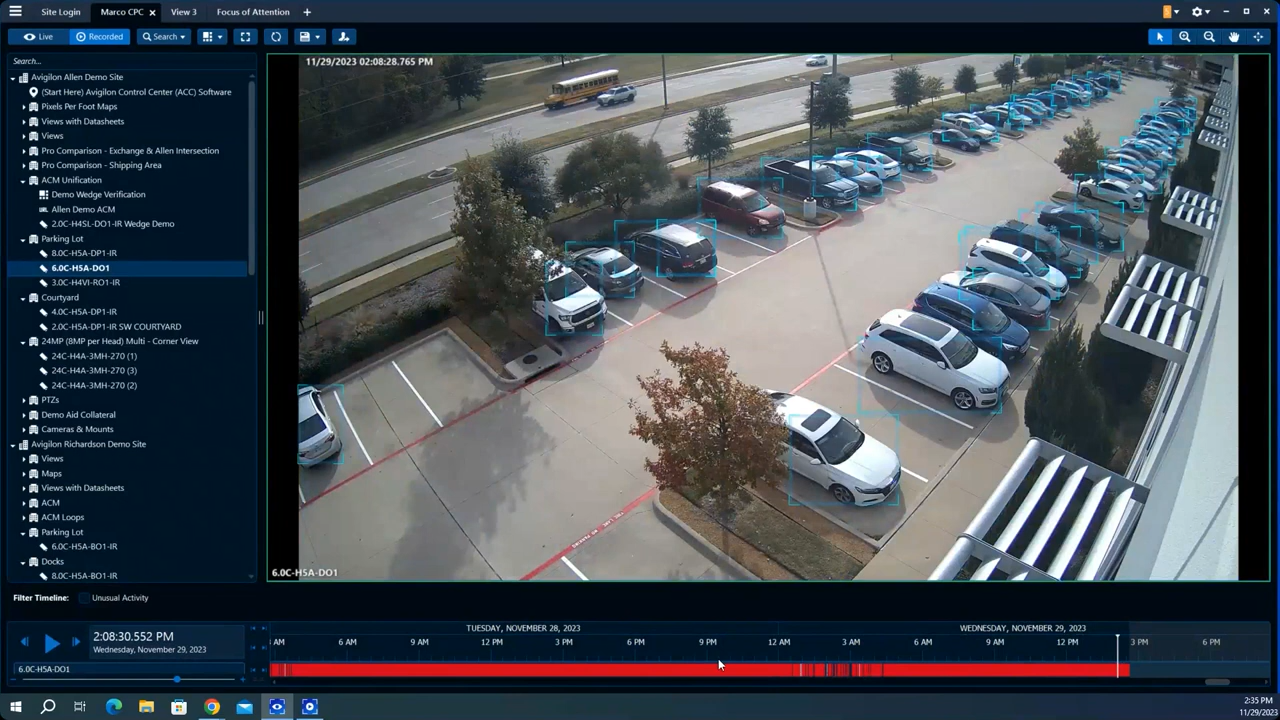 Site Login
Marco CPC
View 3
Focus of Attention
Live
Recorded
Search
Search...
11/29/2023 02:08:28.765 PM
Avigilon Allen Demo Site
(Start Here) Avigilon Control Center (ACC) Software
Pixels Per Foot Maps
Views with Datasheets
Views
Pro Comparison - Exchange & Allen Intersection
Pro Comparison - Shipping Area
ACM Unification
Demo Wedge Verification
Allen Demo ACM
2.0C-H4SL-DO1-IR Wedge Demo
Parking Lot
8.0C-H5A-DP1-IR
6.0C-H5A-DO1
3.0C-H4VI-RO1-IR
Courtyard
4.0C-H5A-DP1-IR
2.0C-H5A-DP1-IR SW COURTYARD
24MP (8MP per Head) Multi - Corner View
24C-H4A-3MH-270 (1)
24C-H4A-3MH-270 (3)
24C-H4A-3MH-270 (2)
PTZs
Demo Aid Collateral
Cameras & Mounts
Avigilon Richardson Demo Site
Views
Maps
Views with Datasheets
ACM
ACM Loops
Parking Lot
6.0C-H5A-BO1-IR
Docks
8.0C-H5A-BO1-IR
6.0C-H5A-DO1
Filter Timeline:
Unusual Activity
2:08:30.552 PM
Wednesday, November 29, 2023
TUESDAY, NOVEMBER 28, 2023
WEDNESDAY, NOVEMBER 29, 2023
AM 6 AM 9 AM 12 PM 3 PM 6 PM 9 PM 12 AM 3 AM 6 AM 9 AM 12 PM 3 PM 6 PM
6.0C-H5A-DO1
2:35 PM
11/29/2023